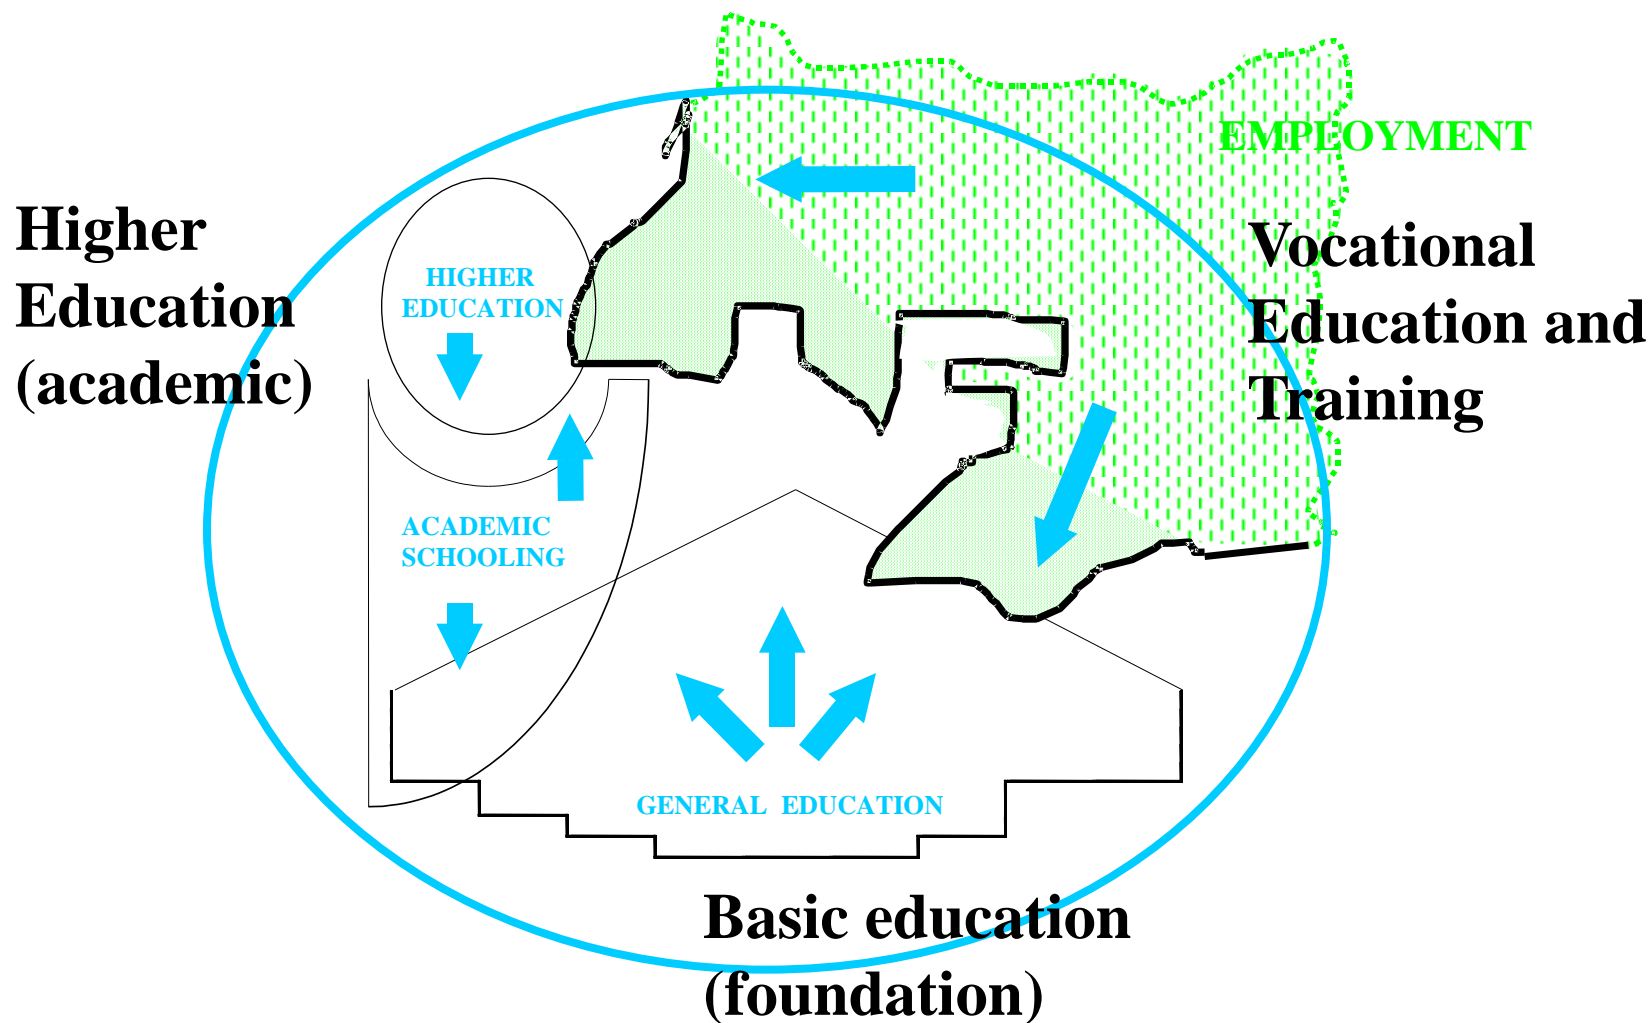 EMPLOYMENT
Higher
Education
(academic)
Vocational
Education and
Training
HIGHER
EDUCATION
ACADEMIC
SCHOOLING
GENERAL EDUCATION
Basic education
(foundation)